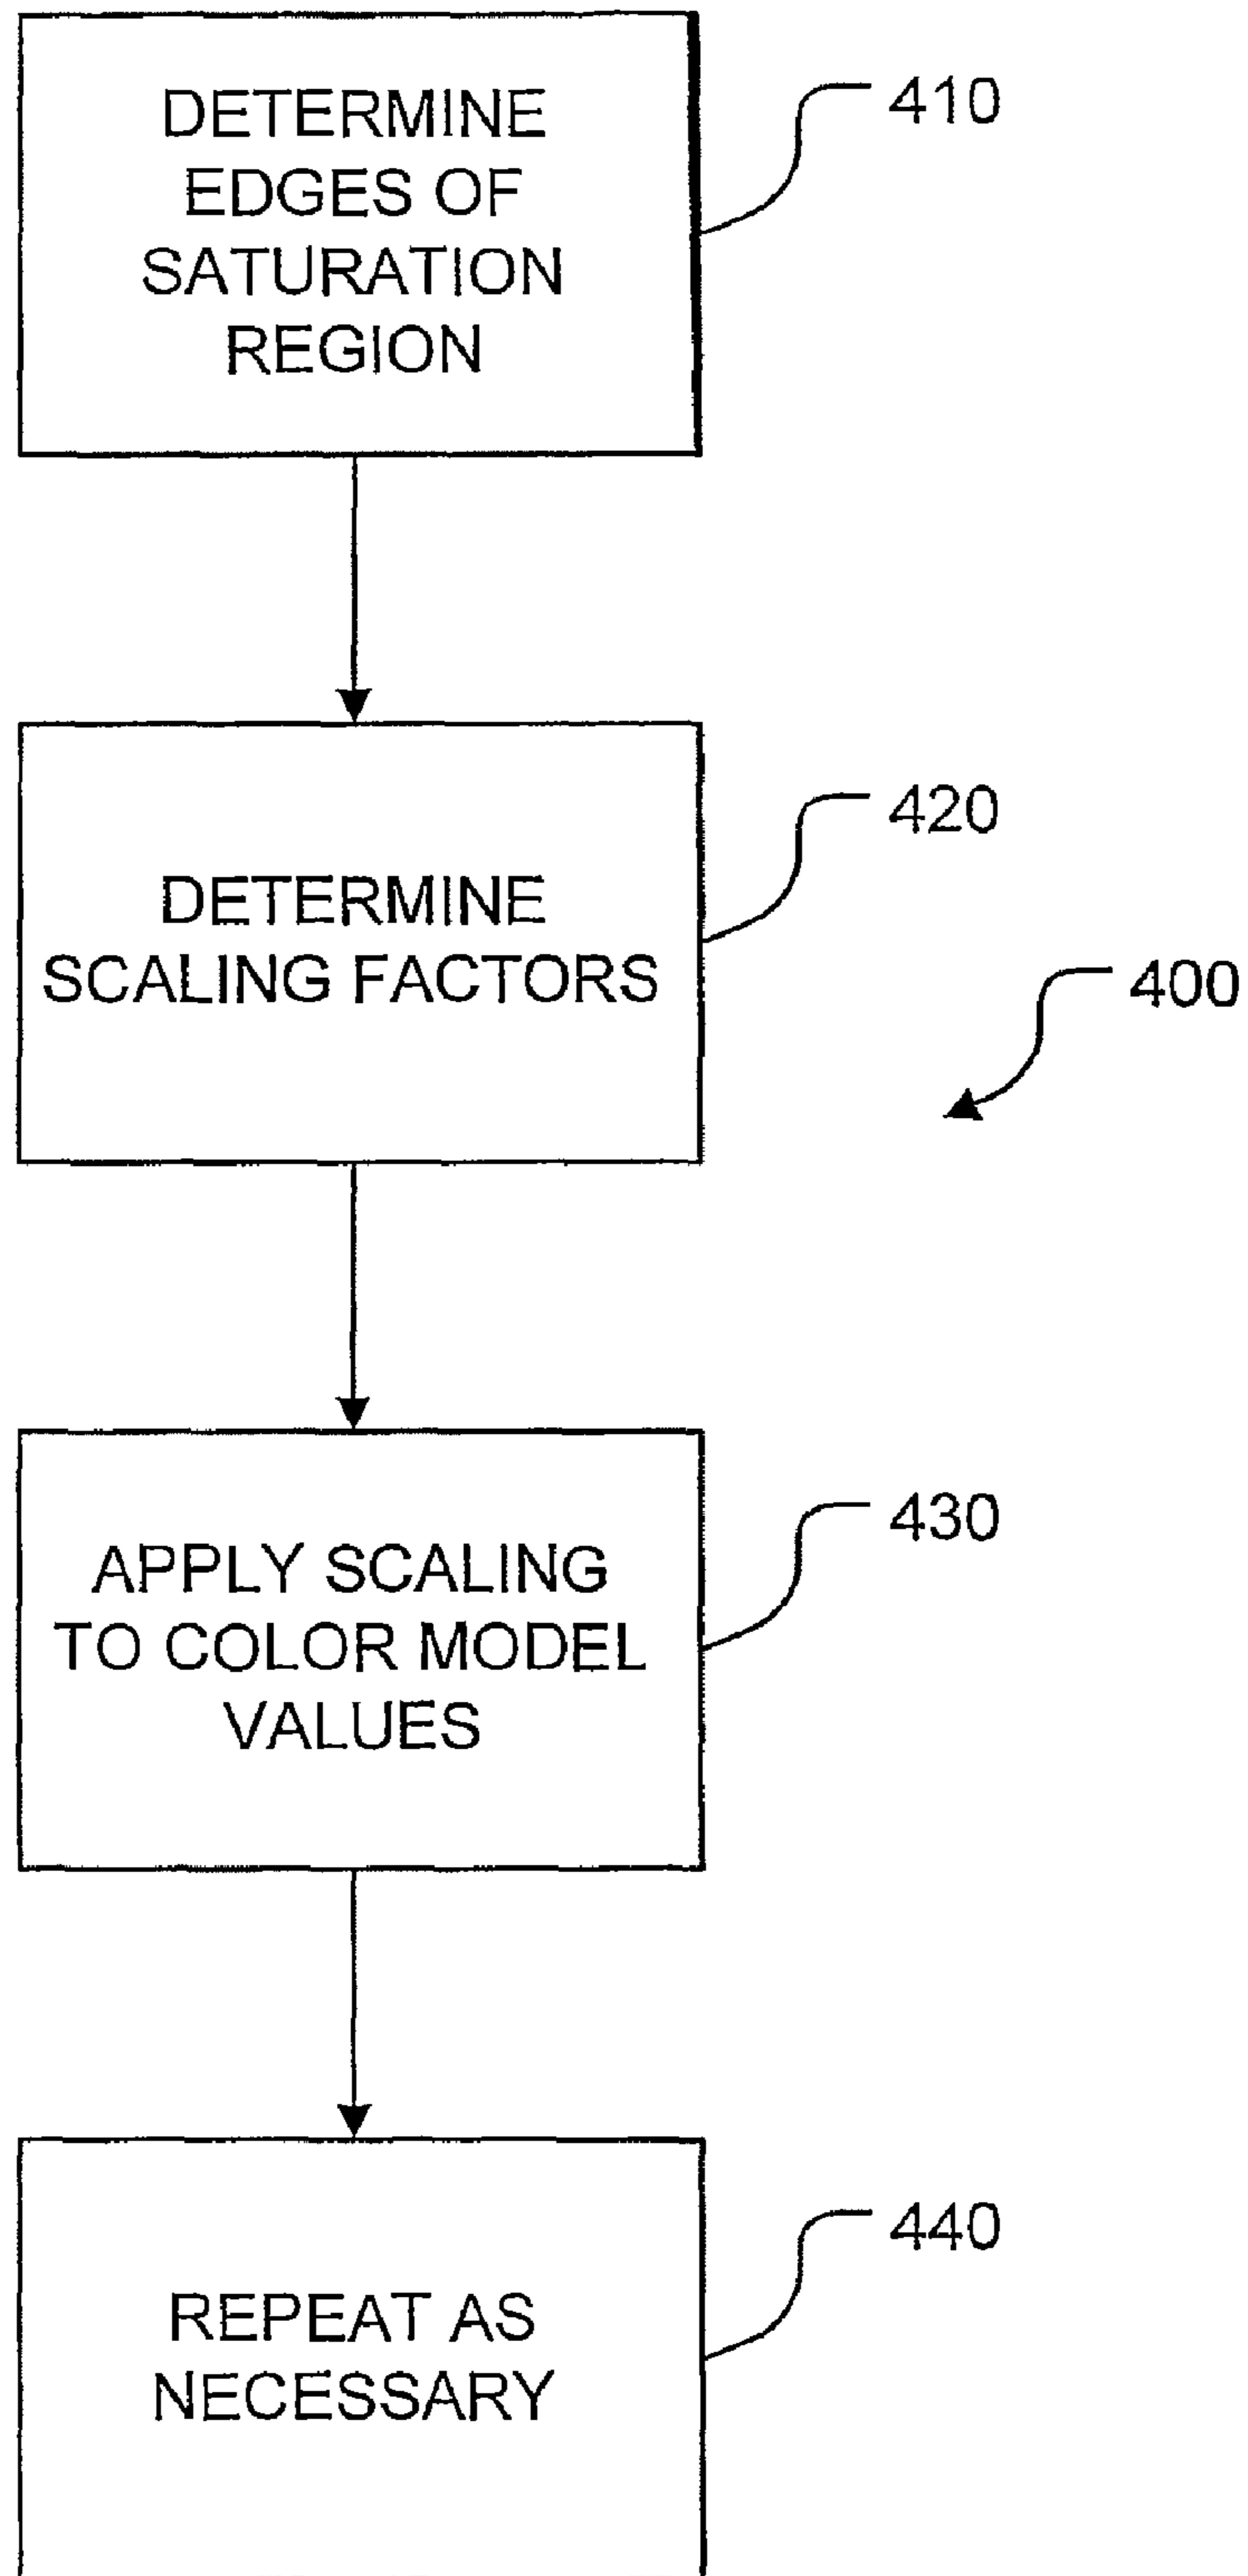 DETERMINE
EDGES OF
SATURATION
REGION
410
DETERMINE
SCALING FACTORS
420
400
APPLY SCALING
TO COLOR MODEL
VALUES
430
REPEAT AS
NECESSARY
440